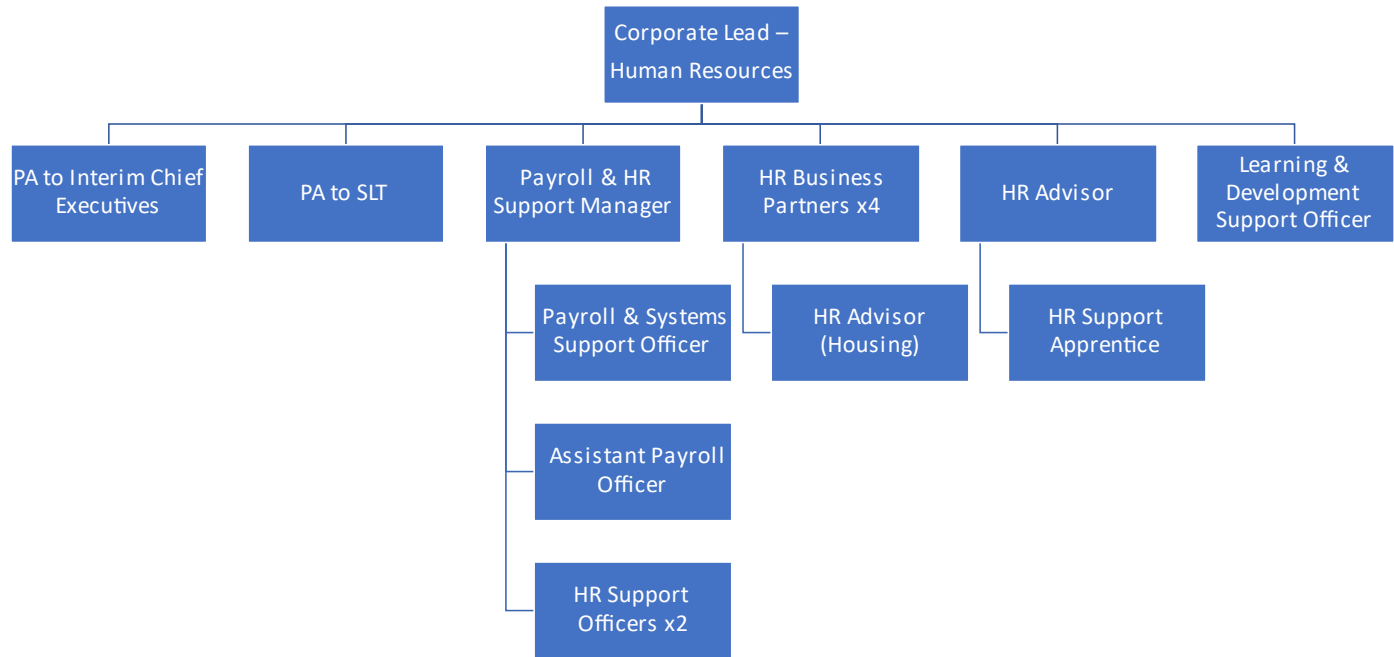 Corporate Lead –
Human Resources
PA to Interim Chief
Executives
PA to SLT
Payroll & HR
Support Manager
HR Business
Partners x4
HR Advisor
Learning &
Development
Support Officer
Payroll & Systems
Support Officer
HR Advisor
(Housing)
HR Support
Apprentice
Assistant Payroll
Officer
HR Support
Officers x2